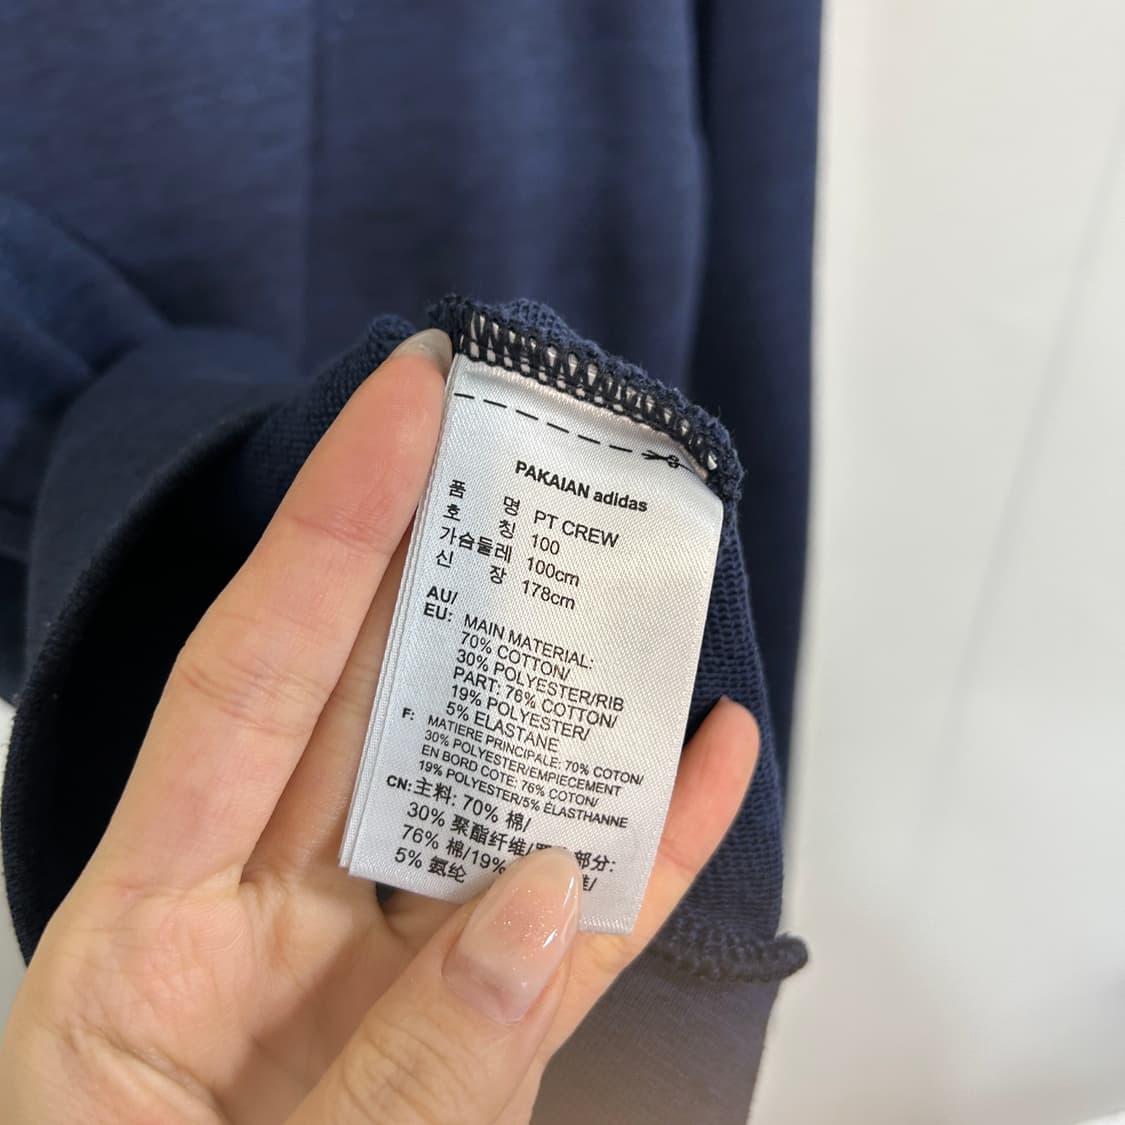 PAKAIAN adidas
품 명 PT CREW
호 칭 100
가슴둘레 100cm
신 장 178cm
AU/
EU: MAIN MATERIAL:
70% COTTON/
30% POLYESTER/RIB
PART: 76% COTTON/
19% POLYESTER/
5% ELASTANE
F: MATIERE PRINCIPALE: 70% COTON/
30% POLYESTER/EMPIECEMENT
EN BORD COTE: 76% COTON/
19% POLYESTER/5% ÉLASTHANNE
CN: 主料: 70% 棉/
30% 聚酯纤维/ 部分:
76% 棉/19% 维/
5% 氨纶